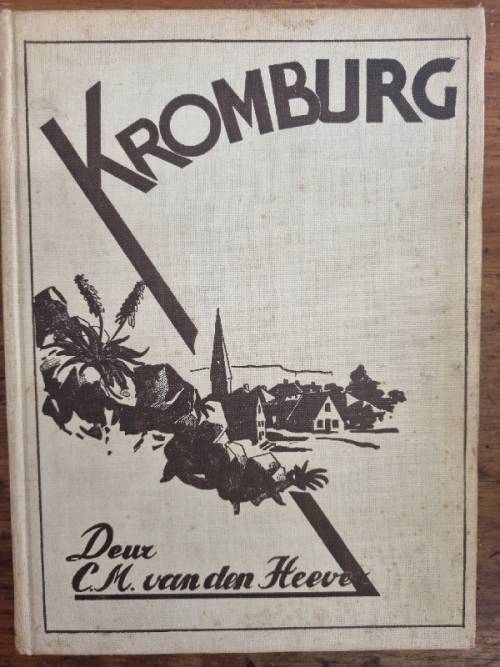 KROMBURG
Deur
C.M. van den Heever